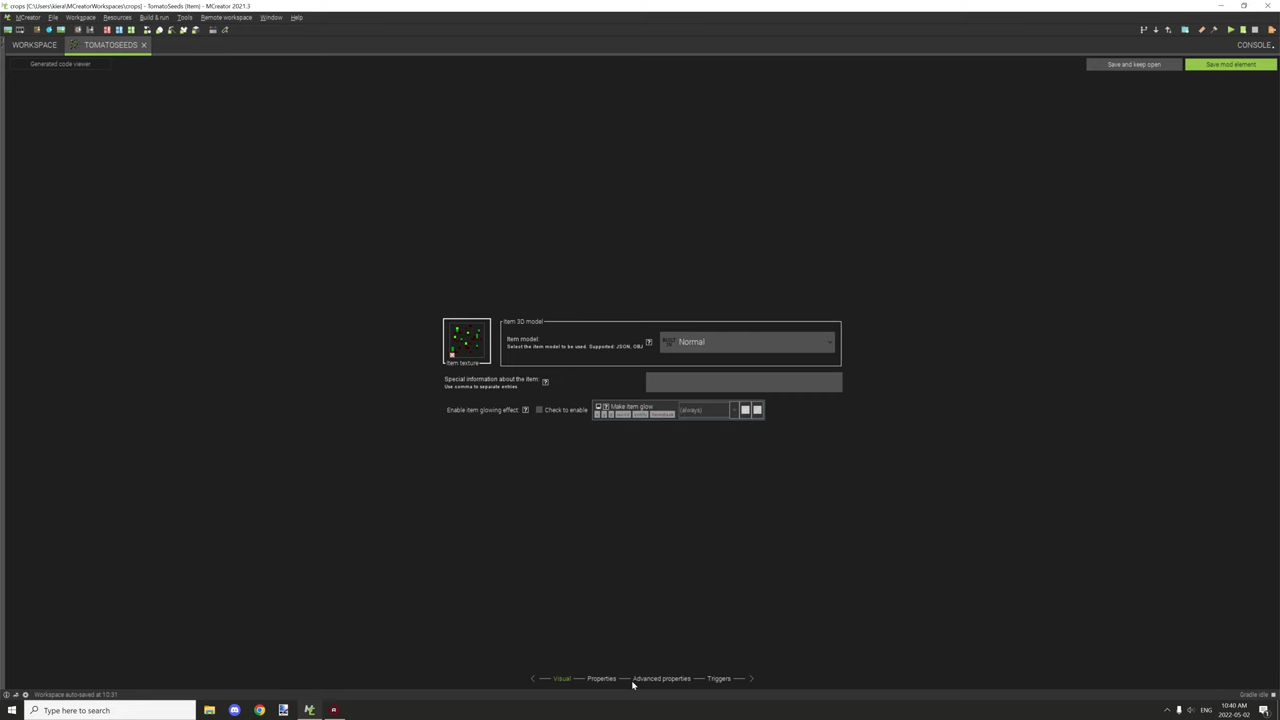 crops [C:\Users\kiera\MCreatorWorkspaces\crops] - TomatoSeeds (Item) - MCreator 2021.3
MCreator File Workspace Resources Build & run Tools Remote workspace Window Help
WORKSPACE TOMATOSEEDS CONSOLE
Generated code viewer Save and keep open Save mod element
Item 3D model
Item model
Select the item model to be used. Supported: JSON, OBJ
Normal
Item texture
Special information about the item:
Use comma to separate entries
Enable item glowing effect: Check to enable Make item glow (always)
Visual Properties Advanced properties Triggers
Workspace auto-saved at 10:31 Gradle idle
Type here to search ENG 10:40 AM
2022-05-02